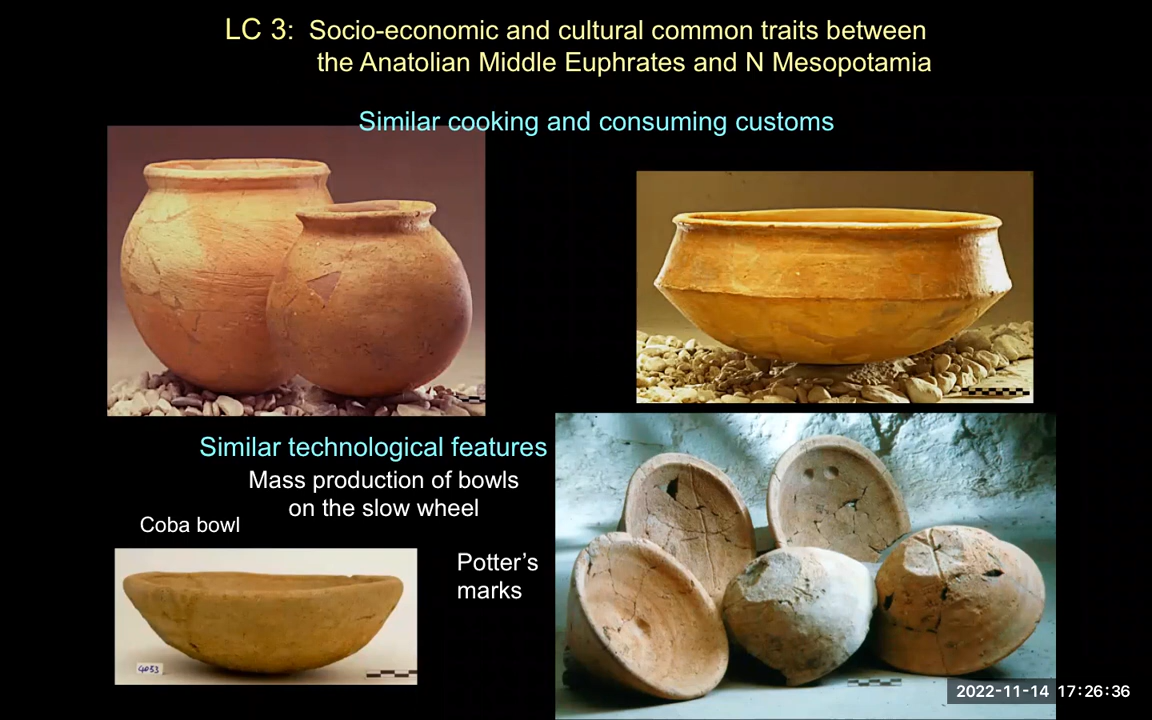 LC 3: Socio-economic and cultural common traits between
the Anatolian Middle Euphrates and N Mesopotamia
Similar cooking and consuming customs
Similar technological features
Mass production of bowls
on the slow wheel
Coba bowl
Potter’s
marks
4053
2022-11-14 17:26:36